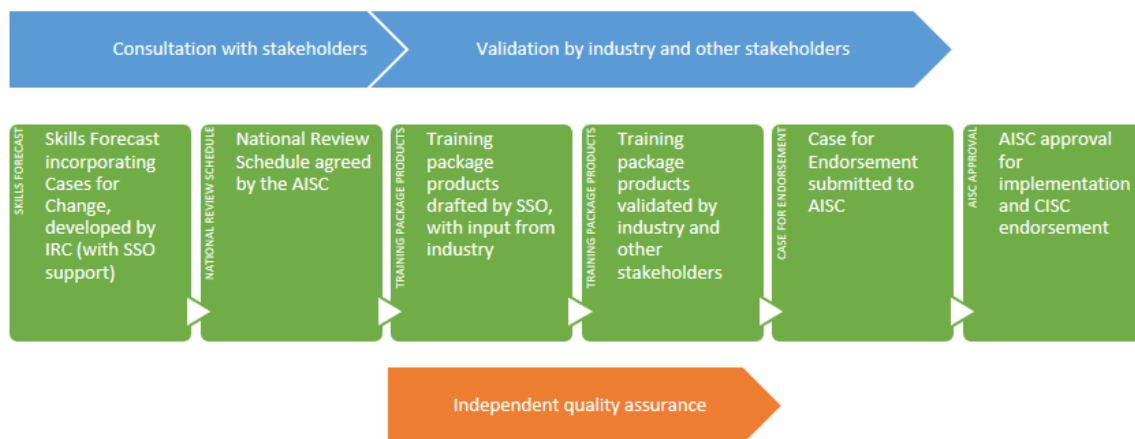 Consultation with stakeholders
Validation by industry and other stakeholders
SKILLS FORECAST
Skills Forecast
incorporating
Cases for
Change,
developed by
IRC (with SSO
support)
NATIONAL REVIEW SCHEDULE
National Review
Schedule agreed
by the AISC
TRAINING PACKAGE PRODUCTS
Training
package
products
drafted by SSO,
with input from
industry
TRAINING PACKAGE PRODUCTS
Training
package
products
validated by
industry and
other
stakeholders
CASE FOR ENDORSEMENT
Case for
Endorsement
submitted to
AISC
AISC APPROVAL
AISC approval
for
implementation
and CISC
endorsement
Independent quality assurance